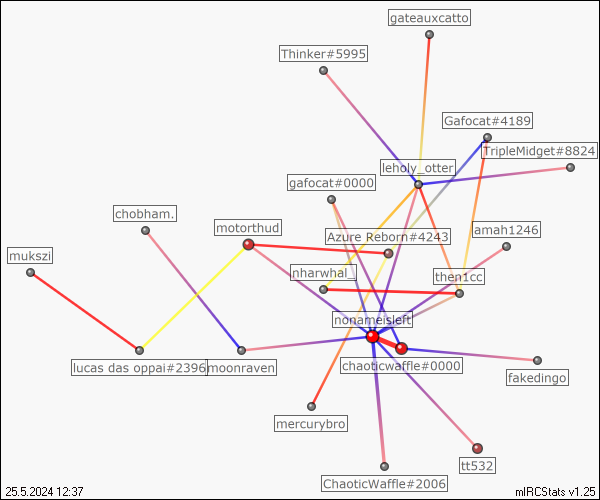 gateauxcatto
Thinker#5995
Gafocat#4189
TripleMidget#8824
leholy_otter
gafocat#0000
chobham.
motorthud
Azure Reborn#4243
amah1246
mukszi
nharwhal_
then1cc
nonameisleft
lucas das oppai#2396
moonraven
chaoticwaffle#0000
fakedingo
mercurybro
tt532
ChaoticWaffle#2006
25.5.2024 12:37
mIRCStats v1.25